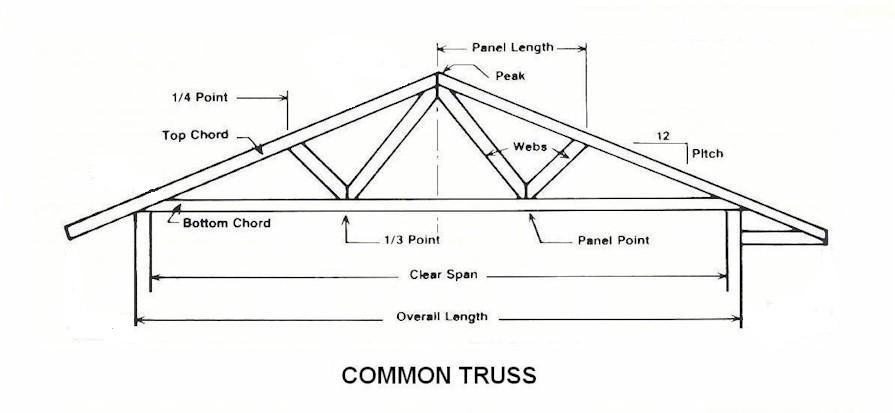 Panel Length
Peak
1/4 Point
Top Chord
12
Pitch
Webs
Bottom Chord
1/3 Point
Panel Point
Clear Span
Overall Length
COMMON TRUSS